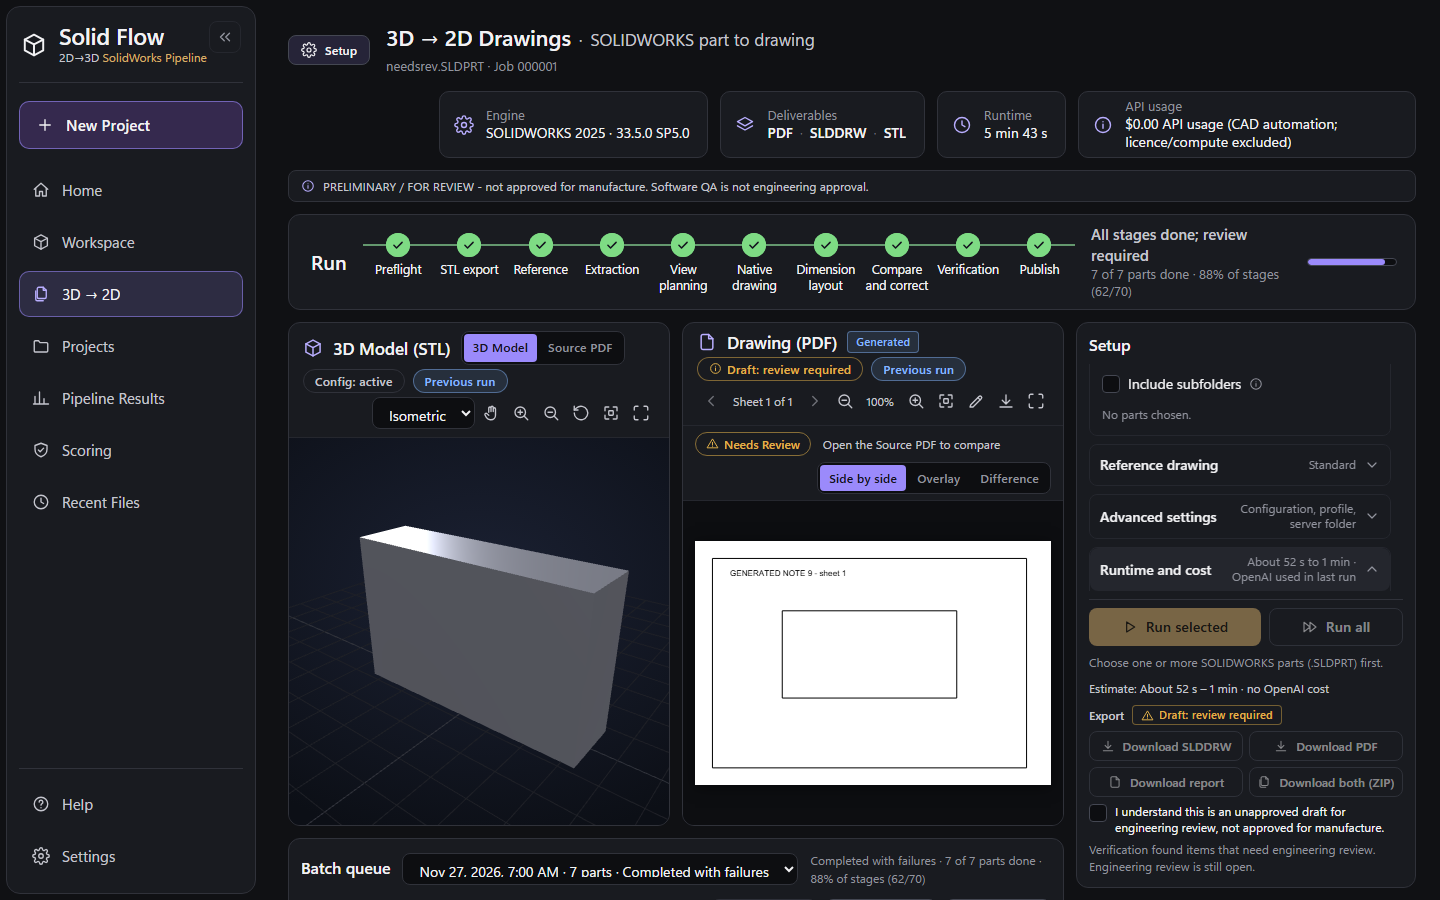 Solid Flow
2D→3D SolidWorks Pipeline
New Project
Home
Workspace
3D → 2D
Projects
Pipeline Results
Scoring
Recent Files
Help
Settings
Setup
3D → 2D Drawings · SOLIDWORKS part to drawing
needsrev.SLDPRT · Job 000001
Engine
SOLIDWORKS 2025 · 33.5.0 SP5.0
Deliverables
PDF · SLDDRW · STL
Runtime
5 min 43 s
API usage
$0.00 API usage (CAD automation;
licence/compute excluded)
PRELIMINARY / FOR REVIEW - not approved for manufacture. Software QA is not engineering approval.
Run
Preflight
STL export
Reference
Extraction
View
planning
Native
drawing
Dimension
layout
Compare
and correct
Verification
Publish
All stages done; review
required
7 of 7 parts done · 88% of stages
(62/70)
3D Model (STL)
3D Model
Source PDF
Config: active
Previous run
Isometric
Drawing (PDF)
Generated
Draft: review required
Previous run
Sheet 1 of 1
100%
Needs Review
Open the Source PDF to compare
Side by side
Overlay
Difference
GENERATED NOTE 9 - sheet 1
Setup
Include subfolders
No parts chosen.
Reference drawing
Standard
Advanced settings
Configuration, profile,
server folder
Runtime and cost
About 52 s to 1 min ·
OpenAI used in last run
Run selected
Run all
Choose one or more SOLIDWORKS parts (.SLDPRT) first.
Estimate: About 52 s – 1 min · no OpenAI cost
Export
Draft: review required
Download SLDDRW
Download PDF
Download report
Download both (ZIP)
I understand this is an unapproved draft for
engineering review, not approved for manufacture.
Verification found items that need engineering review.
Engineering review is still open.
Batch queue
Nov 27, 2026, 7:00 AM · 7 parts · Completed with failures
Completed with failures · 7 of 7 parts done ·
88% of stages (62/70)